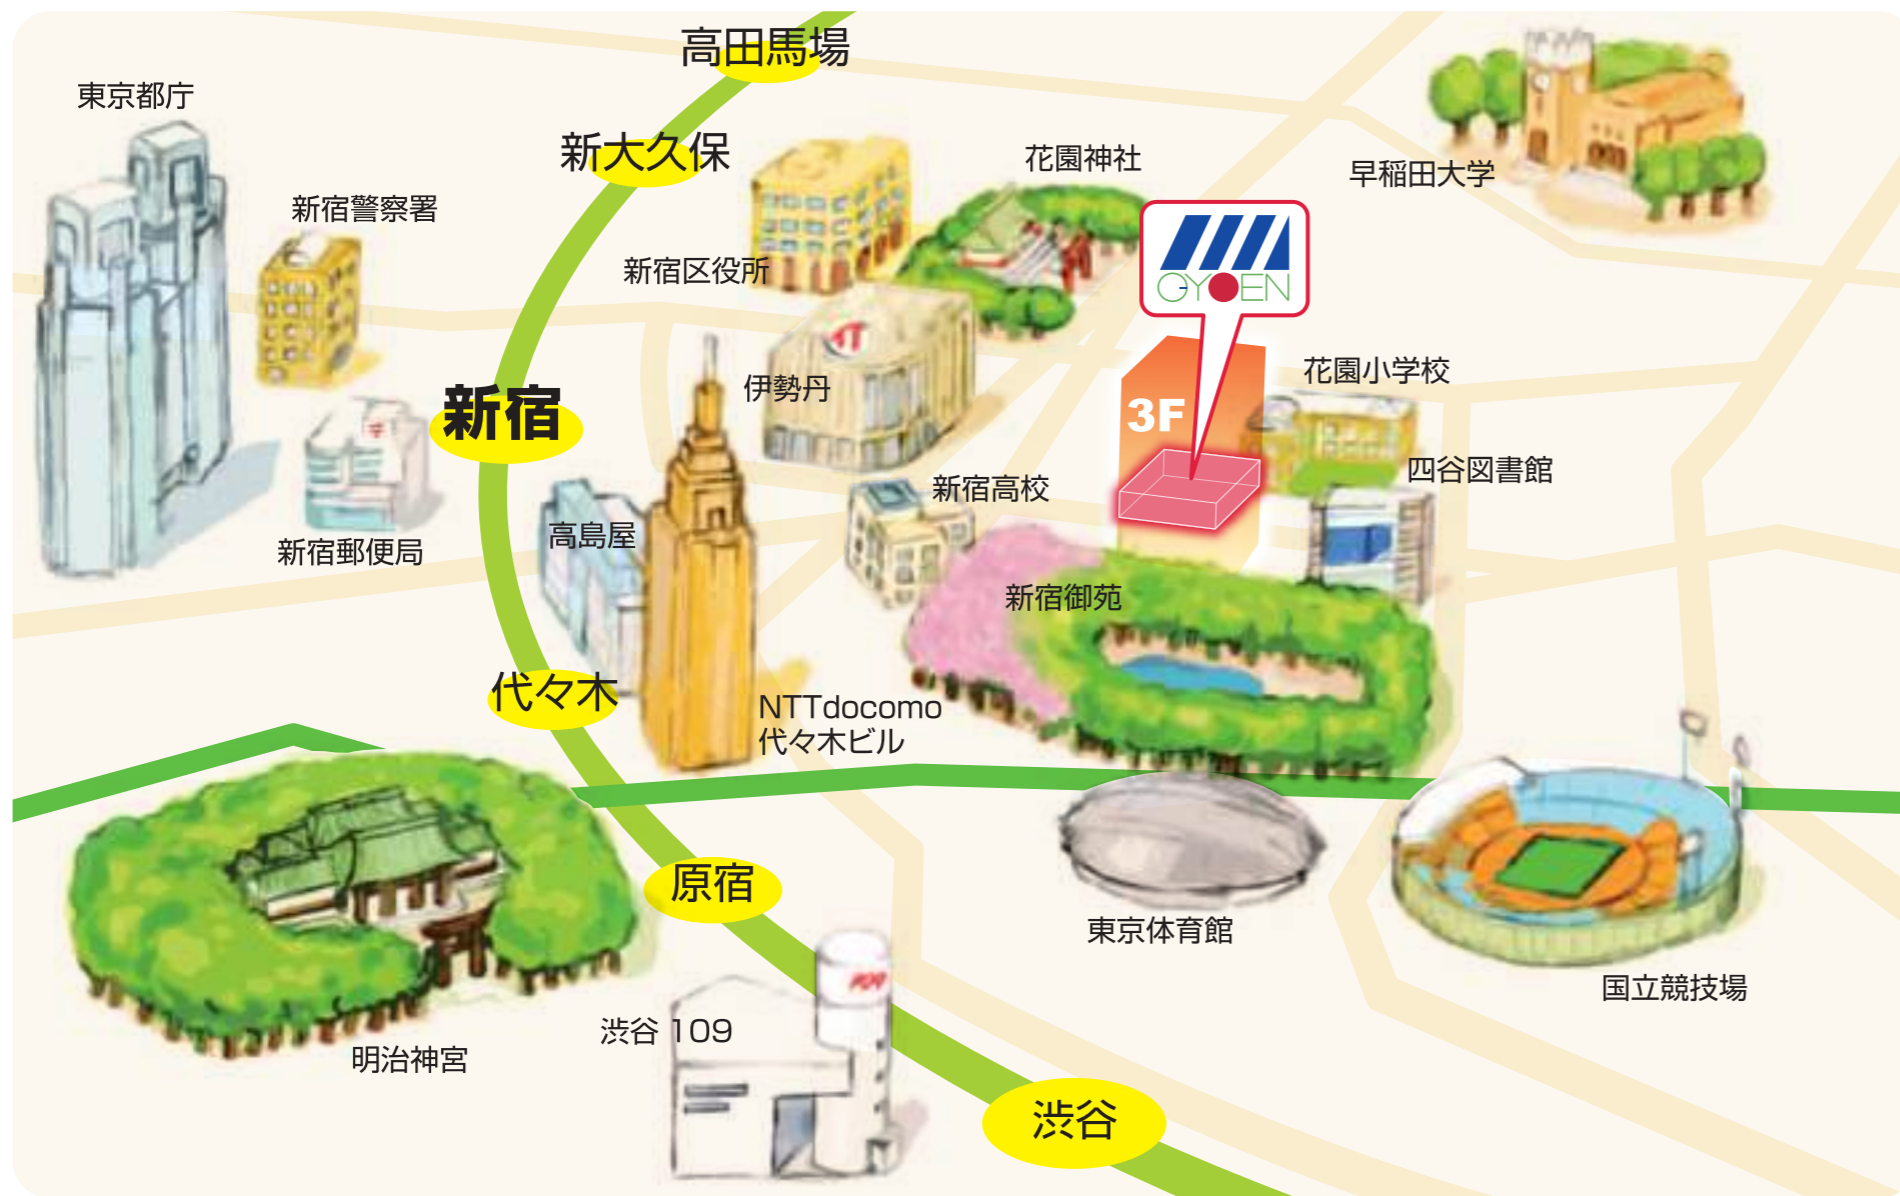 高田馬場
東京都庁
新大久保
花園神社
早稲田大学
新宿警察署
新宿区役所
GYOEN
新宿
伊勢丹
3F
花園小学校
四谷図書館
新宿高校
新宿郵便局
高島屋
新宿御苑
代々木
NTTdocomo
代々木ビル
原宿
東京体育館
国立競技場
渋谷 109
明治神宮
渋谷